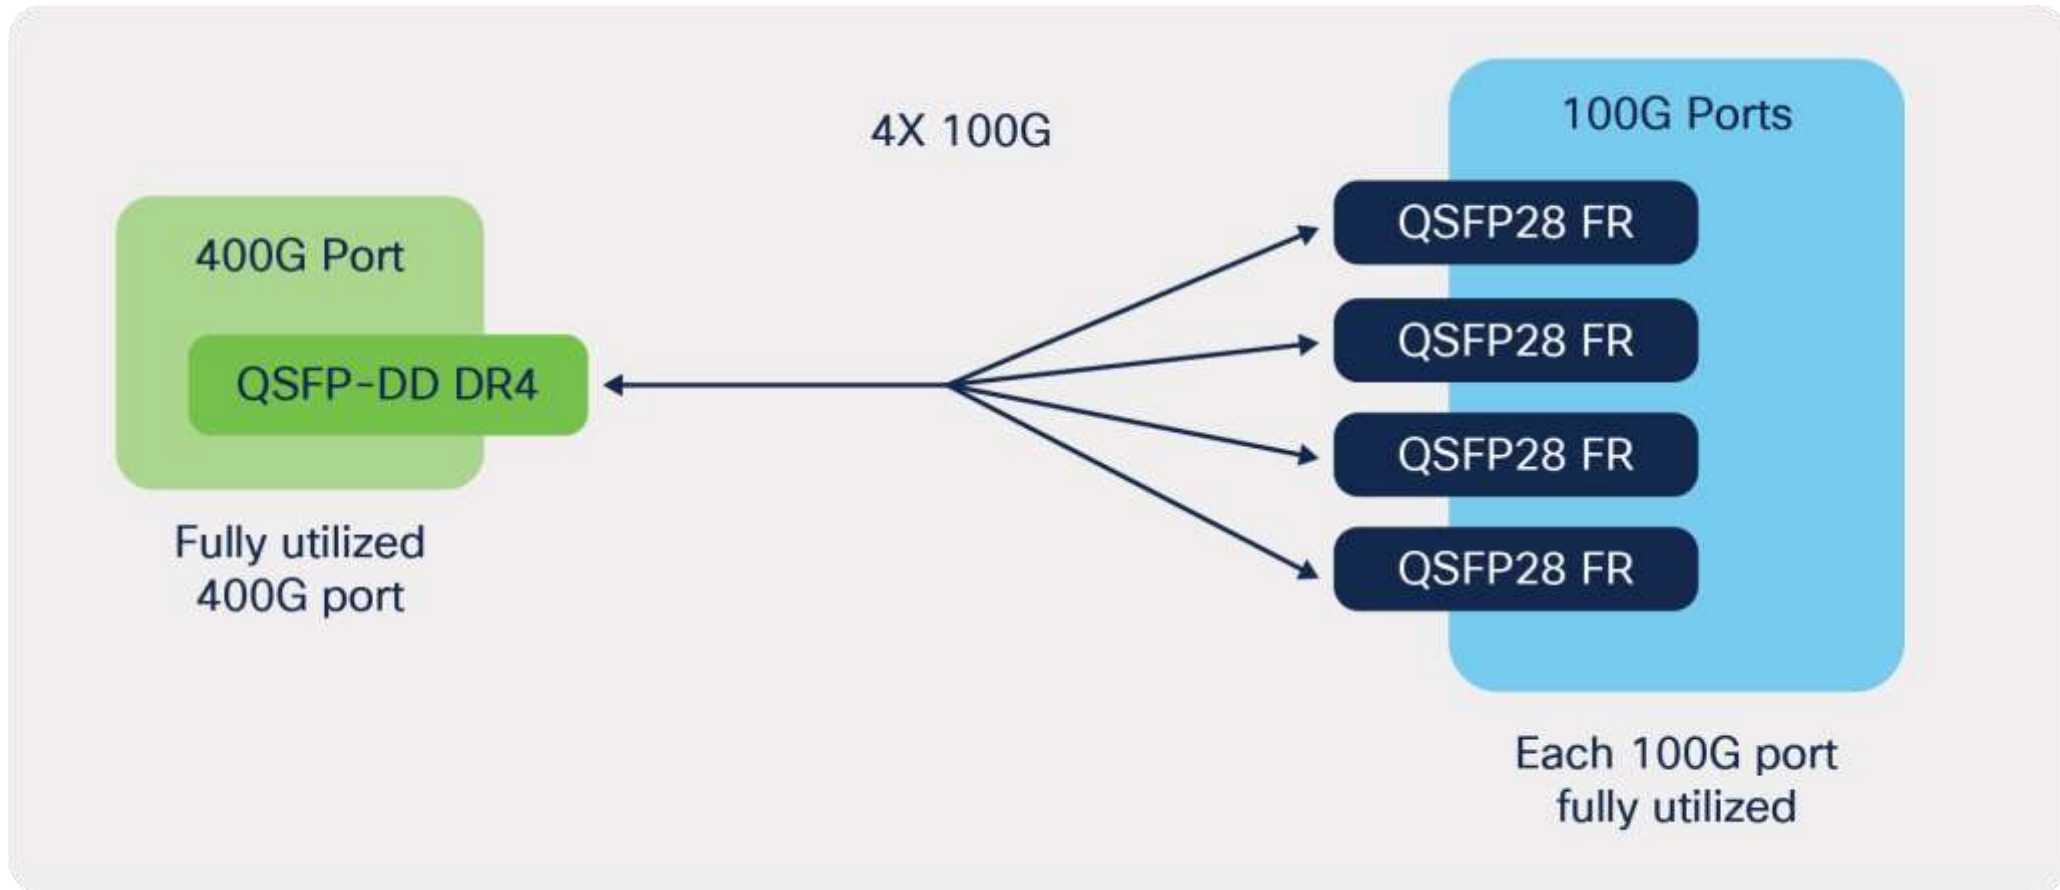 4X 100G
400G Port
QSFP-DD DR4
Fully utilized
400G port
100G Ports
QSFP28 FR
QSFP28 FR
QSFP28 FR
QSFP28 FR
Each 100G port
fully utilized